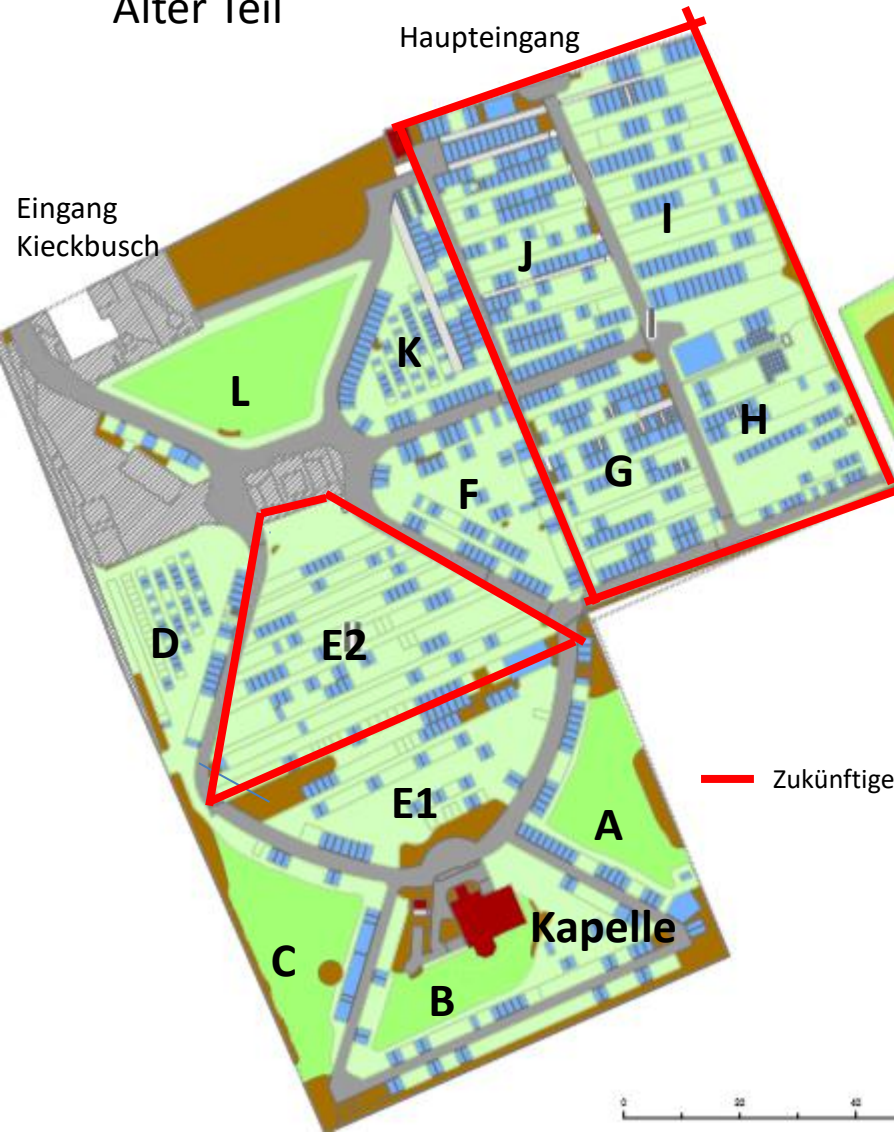 Alter Teil
Haupteingang
Eingang
Kieckbusch
I
J
K
L
H
G
F
D
E2
Zukünftige
E1
A
Kapelle
C
B
0 20 40